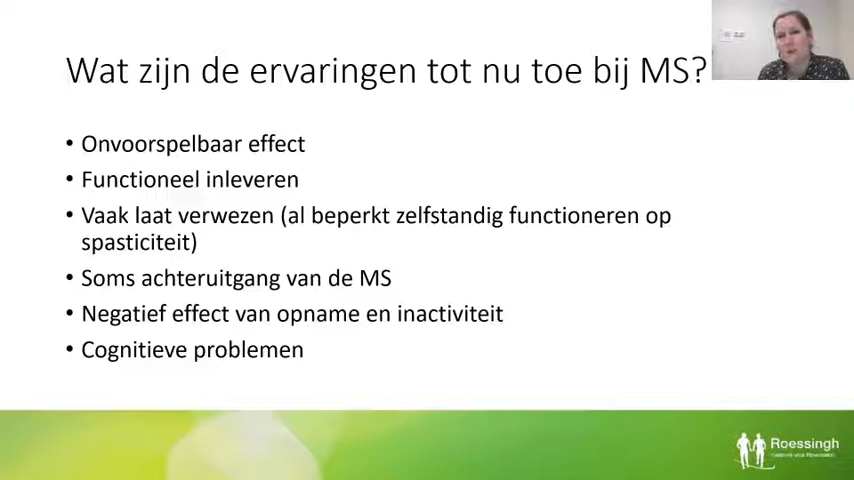 Wat zijn de ervaringen tot nu toe bij MS?
• Onvoorspelbaar effect
• Functioneel inleveren
• Vaak laat verwezen (al beperkt zelfstandig functioneren op
spasticiteit)
• Soms achteruitgang van de MS
• Negatief effect van opname en inactiviteit
• Cognitieve problemen
Roessingh